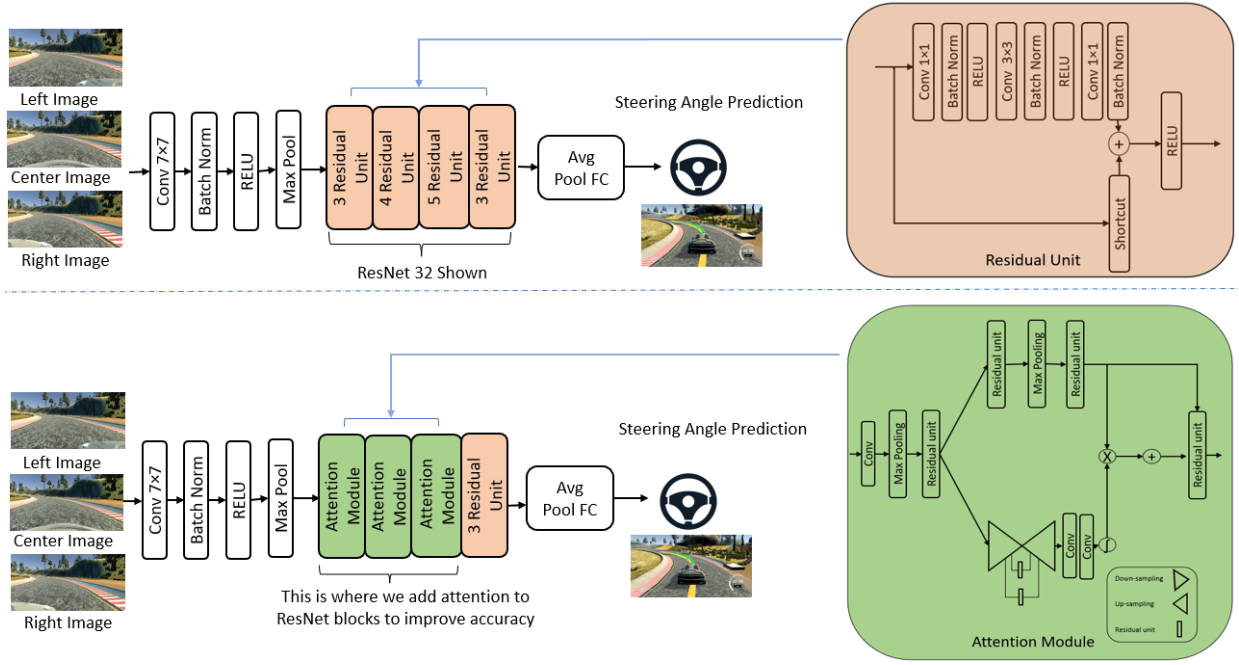 Left Image
Center Image
Right Image
Conv 7×7
Batch Norm
RELU
Max Pool
3 Residual
Unit
4 Residual
Unit
5 Residual
Unit
3 Residual
Unit
ResNet 32 Shown
Avg
Pool FC
Steering Angle Prediction
Conv 1×1
Batch Norm
RELU
Conv 3×3
Batch Norm
RELU
Conv 1×1
Batch Norm
+
RELU
Shortcut
Residual Unit
Left Image
Center Image
Right Image
Conv 7×7
Batch Norm
RELU
Max Pool
Attention
Module
Attention
Module
Attention
Module
3 Residual
Unit
This is where we add attention to
ResNet blocks to improve accuracy
Avg
Pool FC
Steering Angle Prediction
Conv
Max Pooling
Residual unit
Residual unit
Max Pooling
Residual unit
X
+
Residual unit
Conv
Conv
Down-sampling
Up-sampling
Residual unit
Attention Module